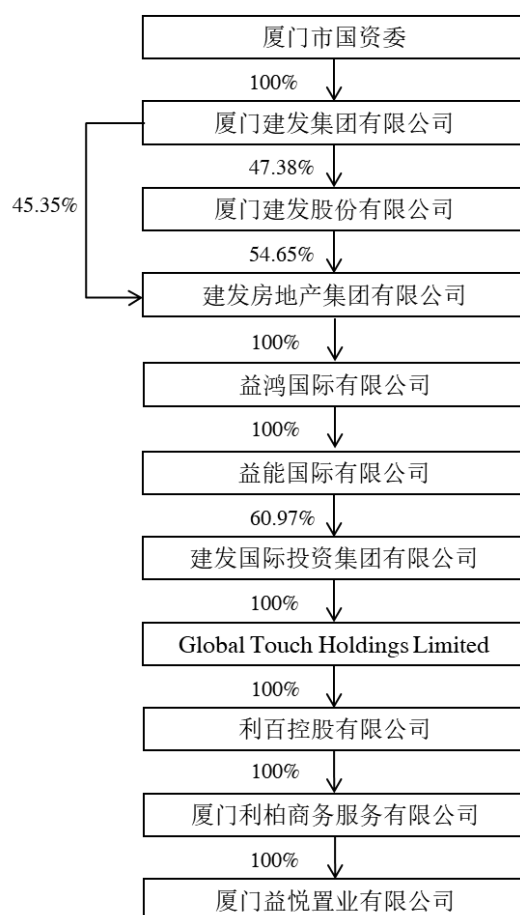 厦门市国资委
100%
厦门建发集团有限公司
47.38%
45.35%
厦门建发股份有限公司
54.65%
建发房地产集团有限公司
100%
益鸿国际有限公司
100%
益能国际有限公司
60.97%
建发国际投资集团有限公司
100%
Global Touch Holdings Limited
100%
利百控股有限公司
100%
厦门利柏商务服务有限公司
100%
厦门益悦置业有限公司